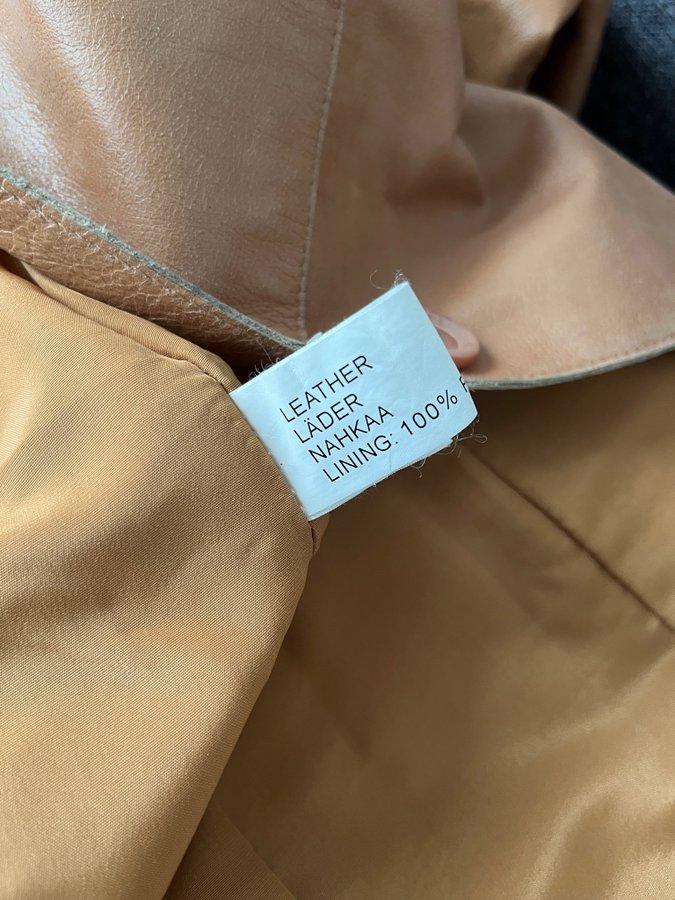 LEATHER
LÄDER
NAHKAA
LINING: 100%